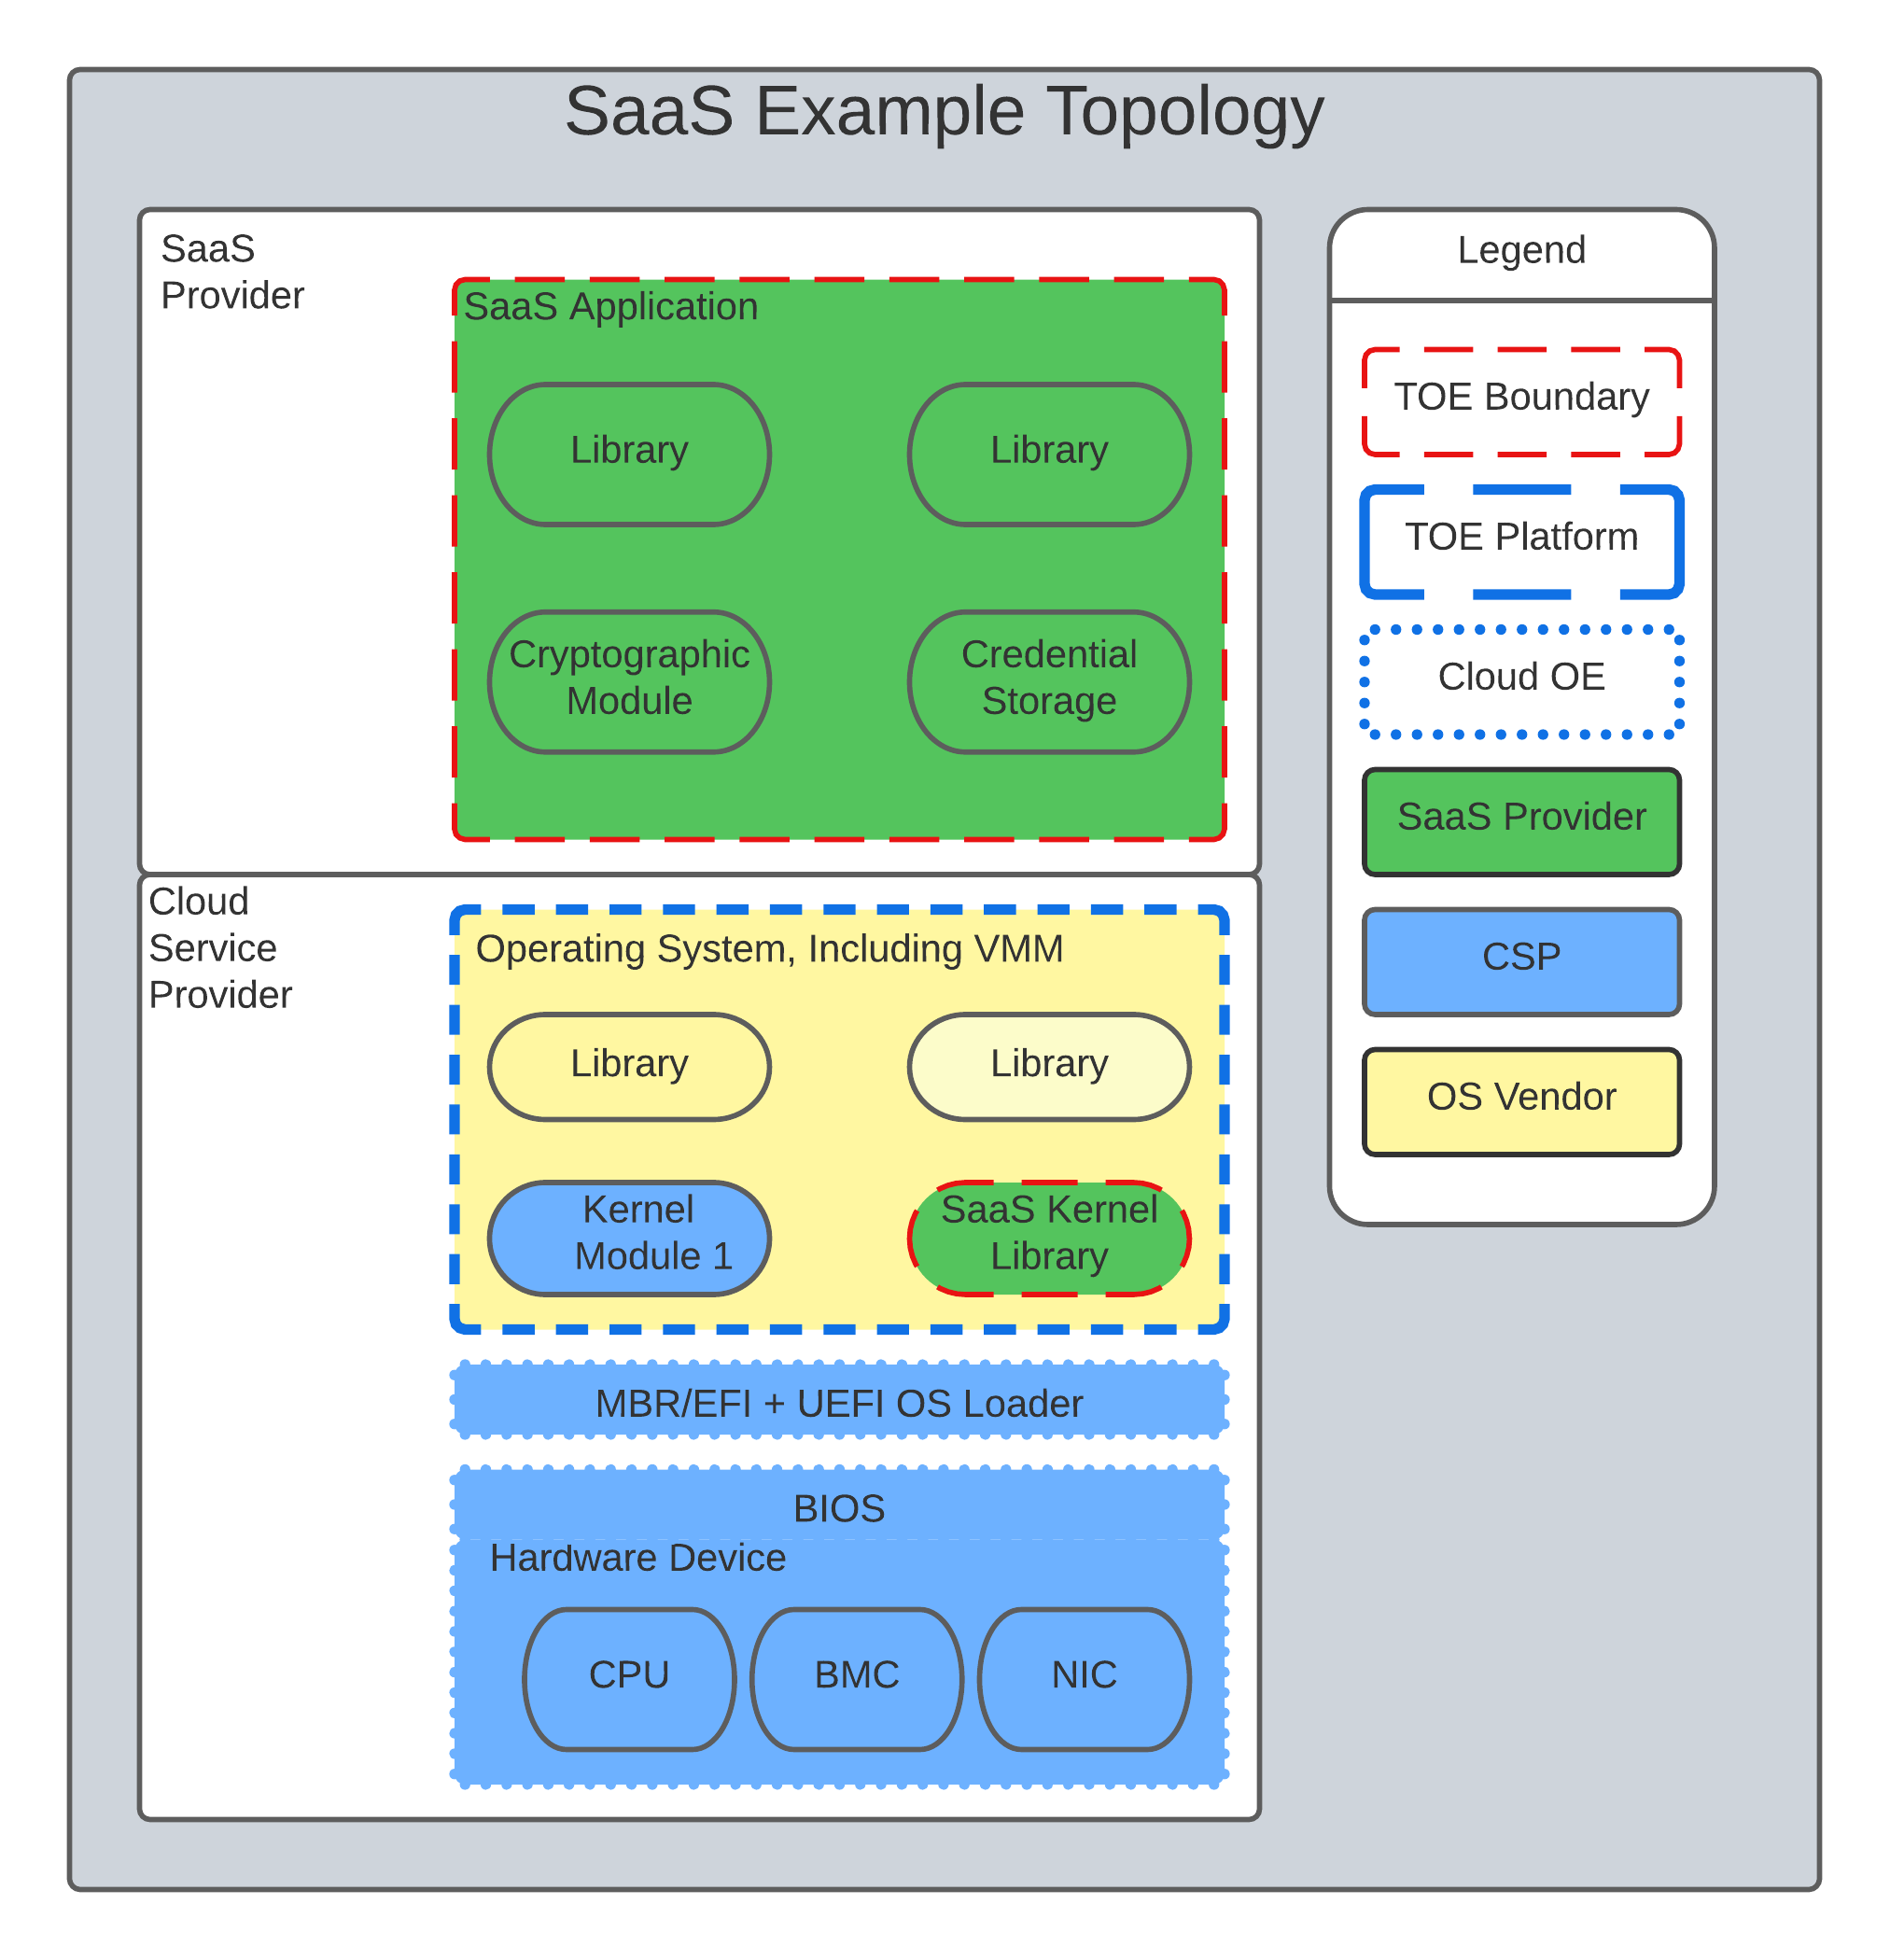 SaaS Example Topology
SaaS
Provider
SaaS Application
Library
Library
Cryptographic
Module
Credential
Storage
Cloud
Service
Provider
Operating System, Including VMM
Library
Library
Kernel
Module 1
SaaS Kernel
Library
MBR/EFI + UEFI OS Loader
BIOS
Hardware Device
CPU
BMC
NIC
Legend
TOE Boundary
TOE Platform
Cloud OE
SaaS Provider
CSP
OS Vendor